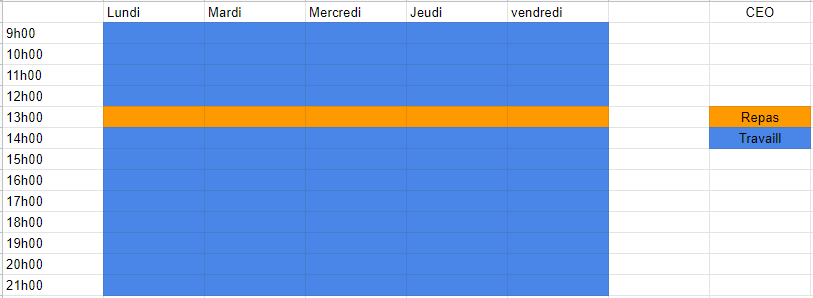 Lundi Mardi Mercredi Jeudi vendredi CEO
9h00
10h00
11h00
12h00
13h00 Repas
14h00 Travaill
15h00
16h00
17h00
18h00
19h00
20h00
21h00